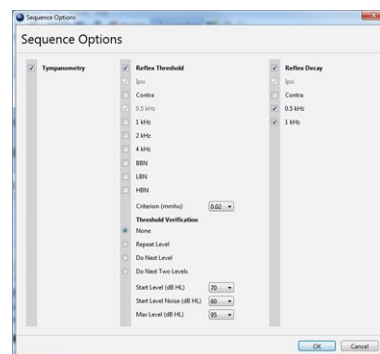 Sequence Options
Sequence Options
Tympanometry
Reflex Threshold
Ipsi
Contra
0.5 kHz
1 kHz
2 kHz
4 kHz
BBN
LBN
HBN
Criterion (mmho) 0.02
Threshold Verification
None
Repeat Level
Do Next Level
Do Next Two Levels
Start Level (dB HL) 70
Start Level Noise (dB HL) 60
Max Level (dB HL) 95
Reflex Decay
Ipsi
Contra
0.5 kHz
1 kHz
OK Cancel